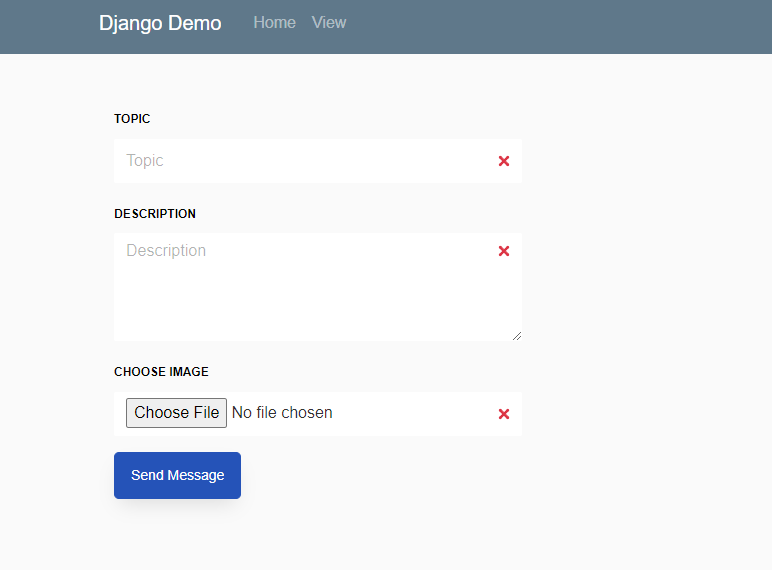 Django Demo Home View
TOPIC
Topic
DESCRIPTION
Description
CHOOSE IMAGE
Choose File No file chosen
Send Message